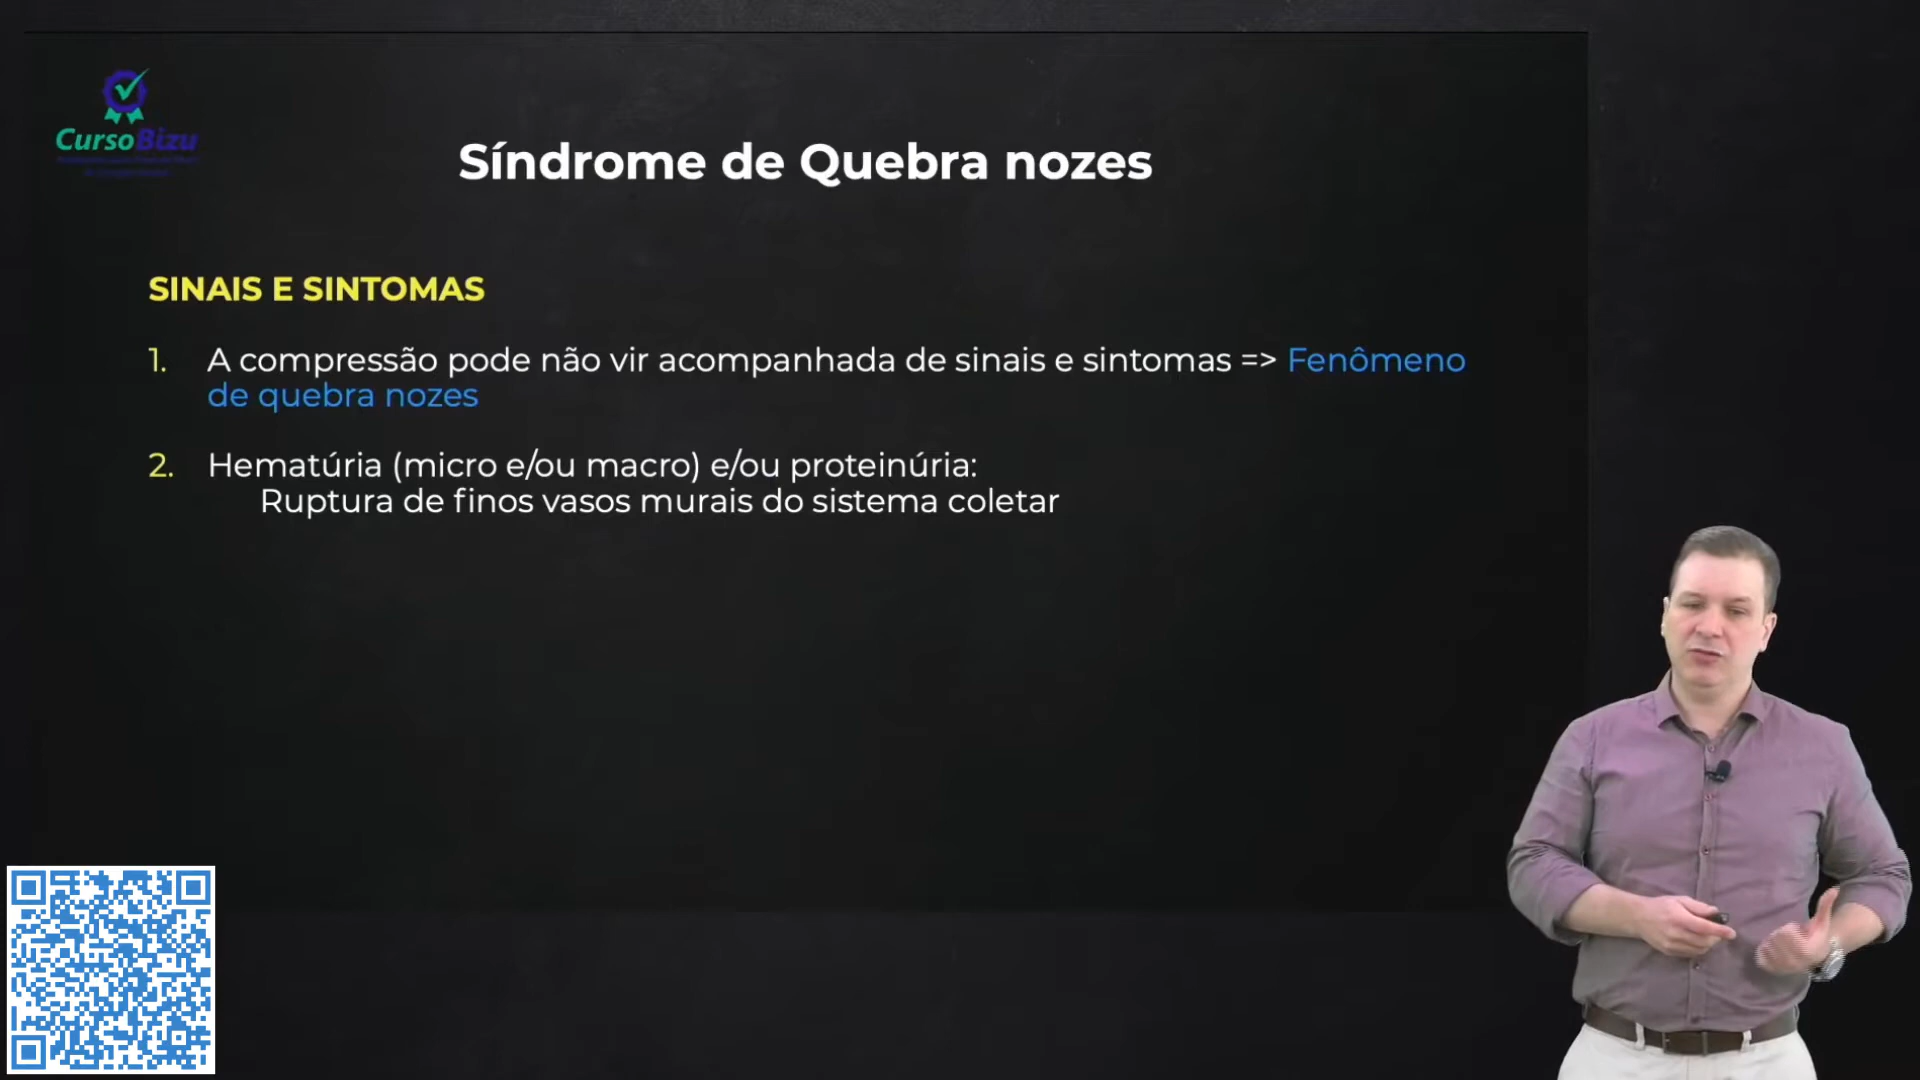 CursoBizu
Síndrome de Quebra nozes
SINAIS E SINTOMAS
1. A compressão pode não vir acompanhada de sinais e sintomas => Fenômeno
de quebra nozes
2. Hematúria (micro e/ou macro) e/ou proteinúria:
Ruptura de finos vasos murais do sistema coletar